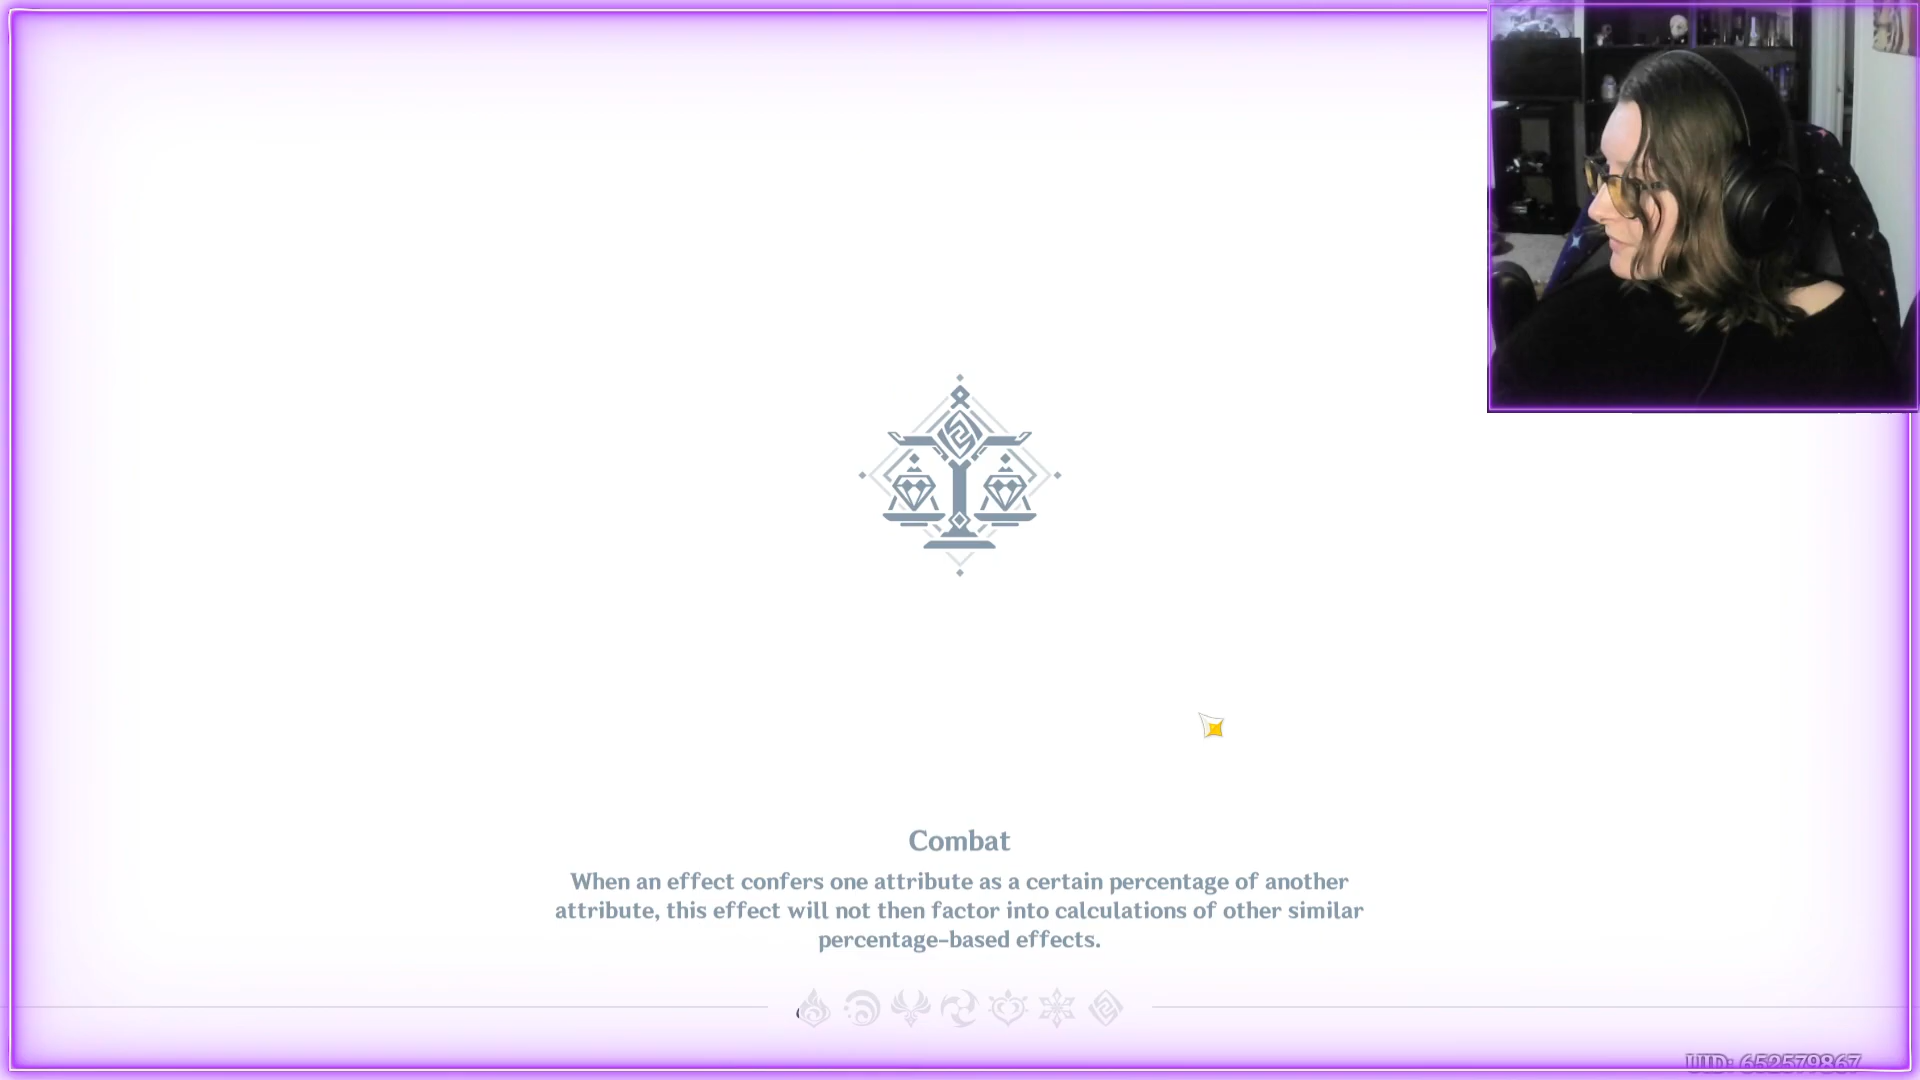 Combat
When an effect confers one attribute as a certain percentage of another
attribute, this effect will not then factor into calculations of other similar
percentage-based effects.
UID: 652579867